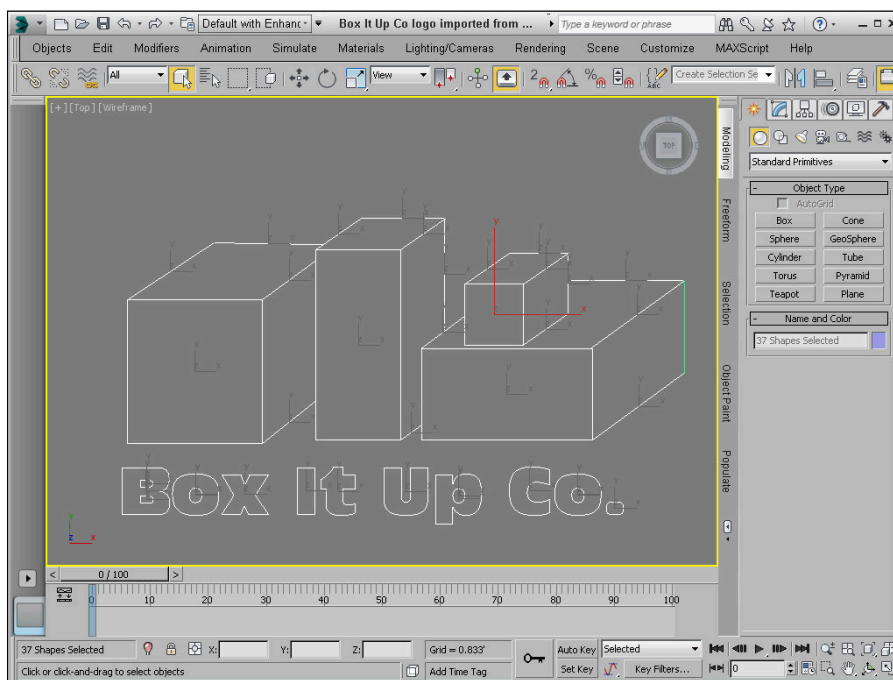 Default with Enhanc
Box It Up Co logo imported from ...
Type a keyword or phrase
Objects Edit Modifiers Animation Simulate Materials Lighting/Cameras Rendering Scene Customize MAXScript Help
All View 2 % ABC Create Selection Se
[+][Top][Wireframe]
TOP
Modeling
Freeform
Selection
Object Paint
Populate
Standard Primitives
- Object Type
AutoGrid
Box Cone
Sphere GeoSphere
Cylinder Tube
Torus Pyramid
Teapot Plane
- Name and Color
37 Shapes Selected
y
x
Box It Up Co.
y
z x
< 0 / 100 >
0 10 20 30 40 50 60 70 80 90 100
37 Shapes Selected X: Y: Z: Grid = 0.833' Auto Key Selected
Click or click-and-drag to select objects Add Time Tag Set Key Key Filters... 0